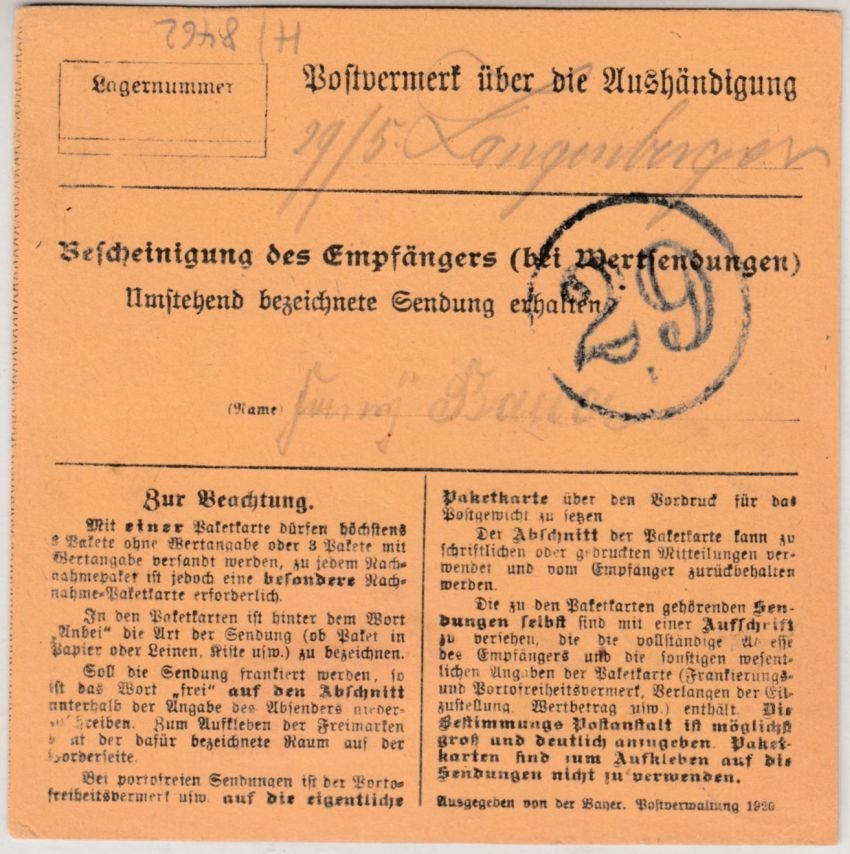 H/ 8462
Lagernummer
Postvermerk über die Aushändigung
29/5. Langenberger
Bescheinigung des Empfängers (bei Wertsendungen)
Umstehend bezeichnete Sendung erhalten
29
(Name) Bauer
Zur Beachtung.
Mit einer Paketkarte dürfen höchstens
3 Pakete ohne Wertangabe oder 3 Pakete mit
Wertangabe versandt werden, zu jedem Nach-
nahmepaket ist jedoch eine besondere Nach-
nahme-Paketkarte erforderlich.
In den Paketkarten ist hinter dem Wort
„Anbei" die Art der Sendung (ob Paket in
Papier oder Leinen, Kiste usw.) zu bezeichnen.
Soll die Sendung frankiert werden, so
ist das Wort „frei" auf den Abschnitt
unterhalb der Angabe des Absenders nieder-
zuschreiben. Zum Aufkleben der Freimarken
dient der dafür bezeichnete Raum auf der
Vorderseite.
Bei portofreien Sendungen ist der Porto-
freiheitsvermerk usw. auf die eigentliche
Paketkarte über den Vordruck für das
Postgewicht zu setzen
Der Abschnitt der Paketkarte kann zu
schriftlichen oder gedruckten Mitteilungen ver-
wendet und vom Empfänger zurückbehalten
werden.
Die zu den Paketkarten gehörenden Sen-
dungen selbst sind mit einer Aufschrift
zu versehen, die die vollständige Adresse
des Empfängers und die sonstigen wesent-
lichen Angaben der Paketkarte (Frankierungs-
und Portofreiheitsvermerk, Verlangen der Eil-
zustellung, Wertbetrag usw.) enthält. Die
Bestimmungs Postanstalt ist möglichst
groß und deutlich anzugeben. Paket-
karten sind zum Aufkleben auf die
Sendungen nicht zu verwenden.
Ausgegeben von der Bayer. Postverwaltung 1920